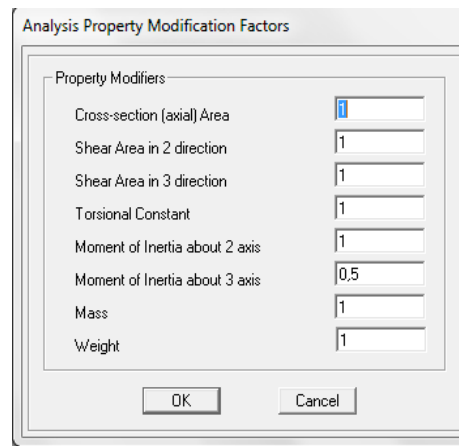 Analysis Property Modification Factors
Property Modifiers
Cross-section (axial) Area 1
Shear Area in 2 direction 1
Shear Area in 3 direction 1
Torsional Constant 1
Moment of Inertia about 2 axis 1
Moment of Inertia about 3 axis 0,5
Mass 1
Weight 1
OK Cancel